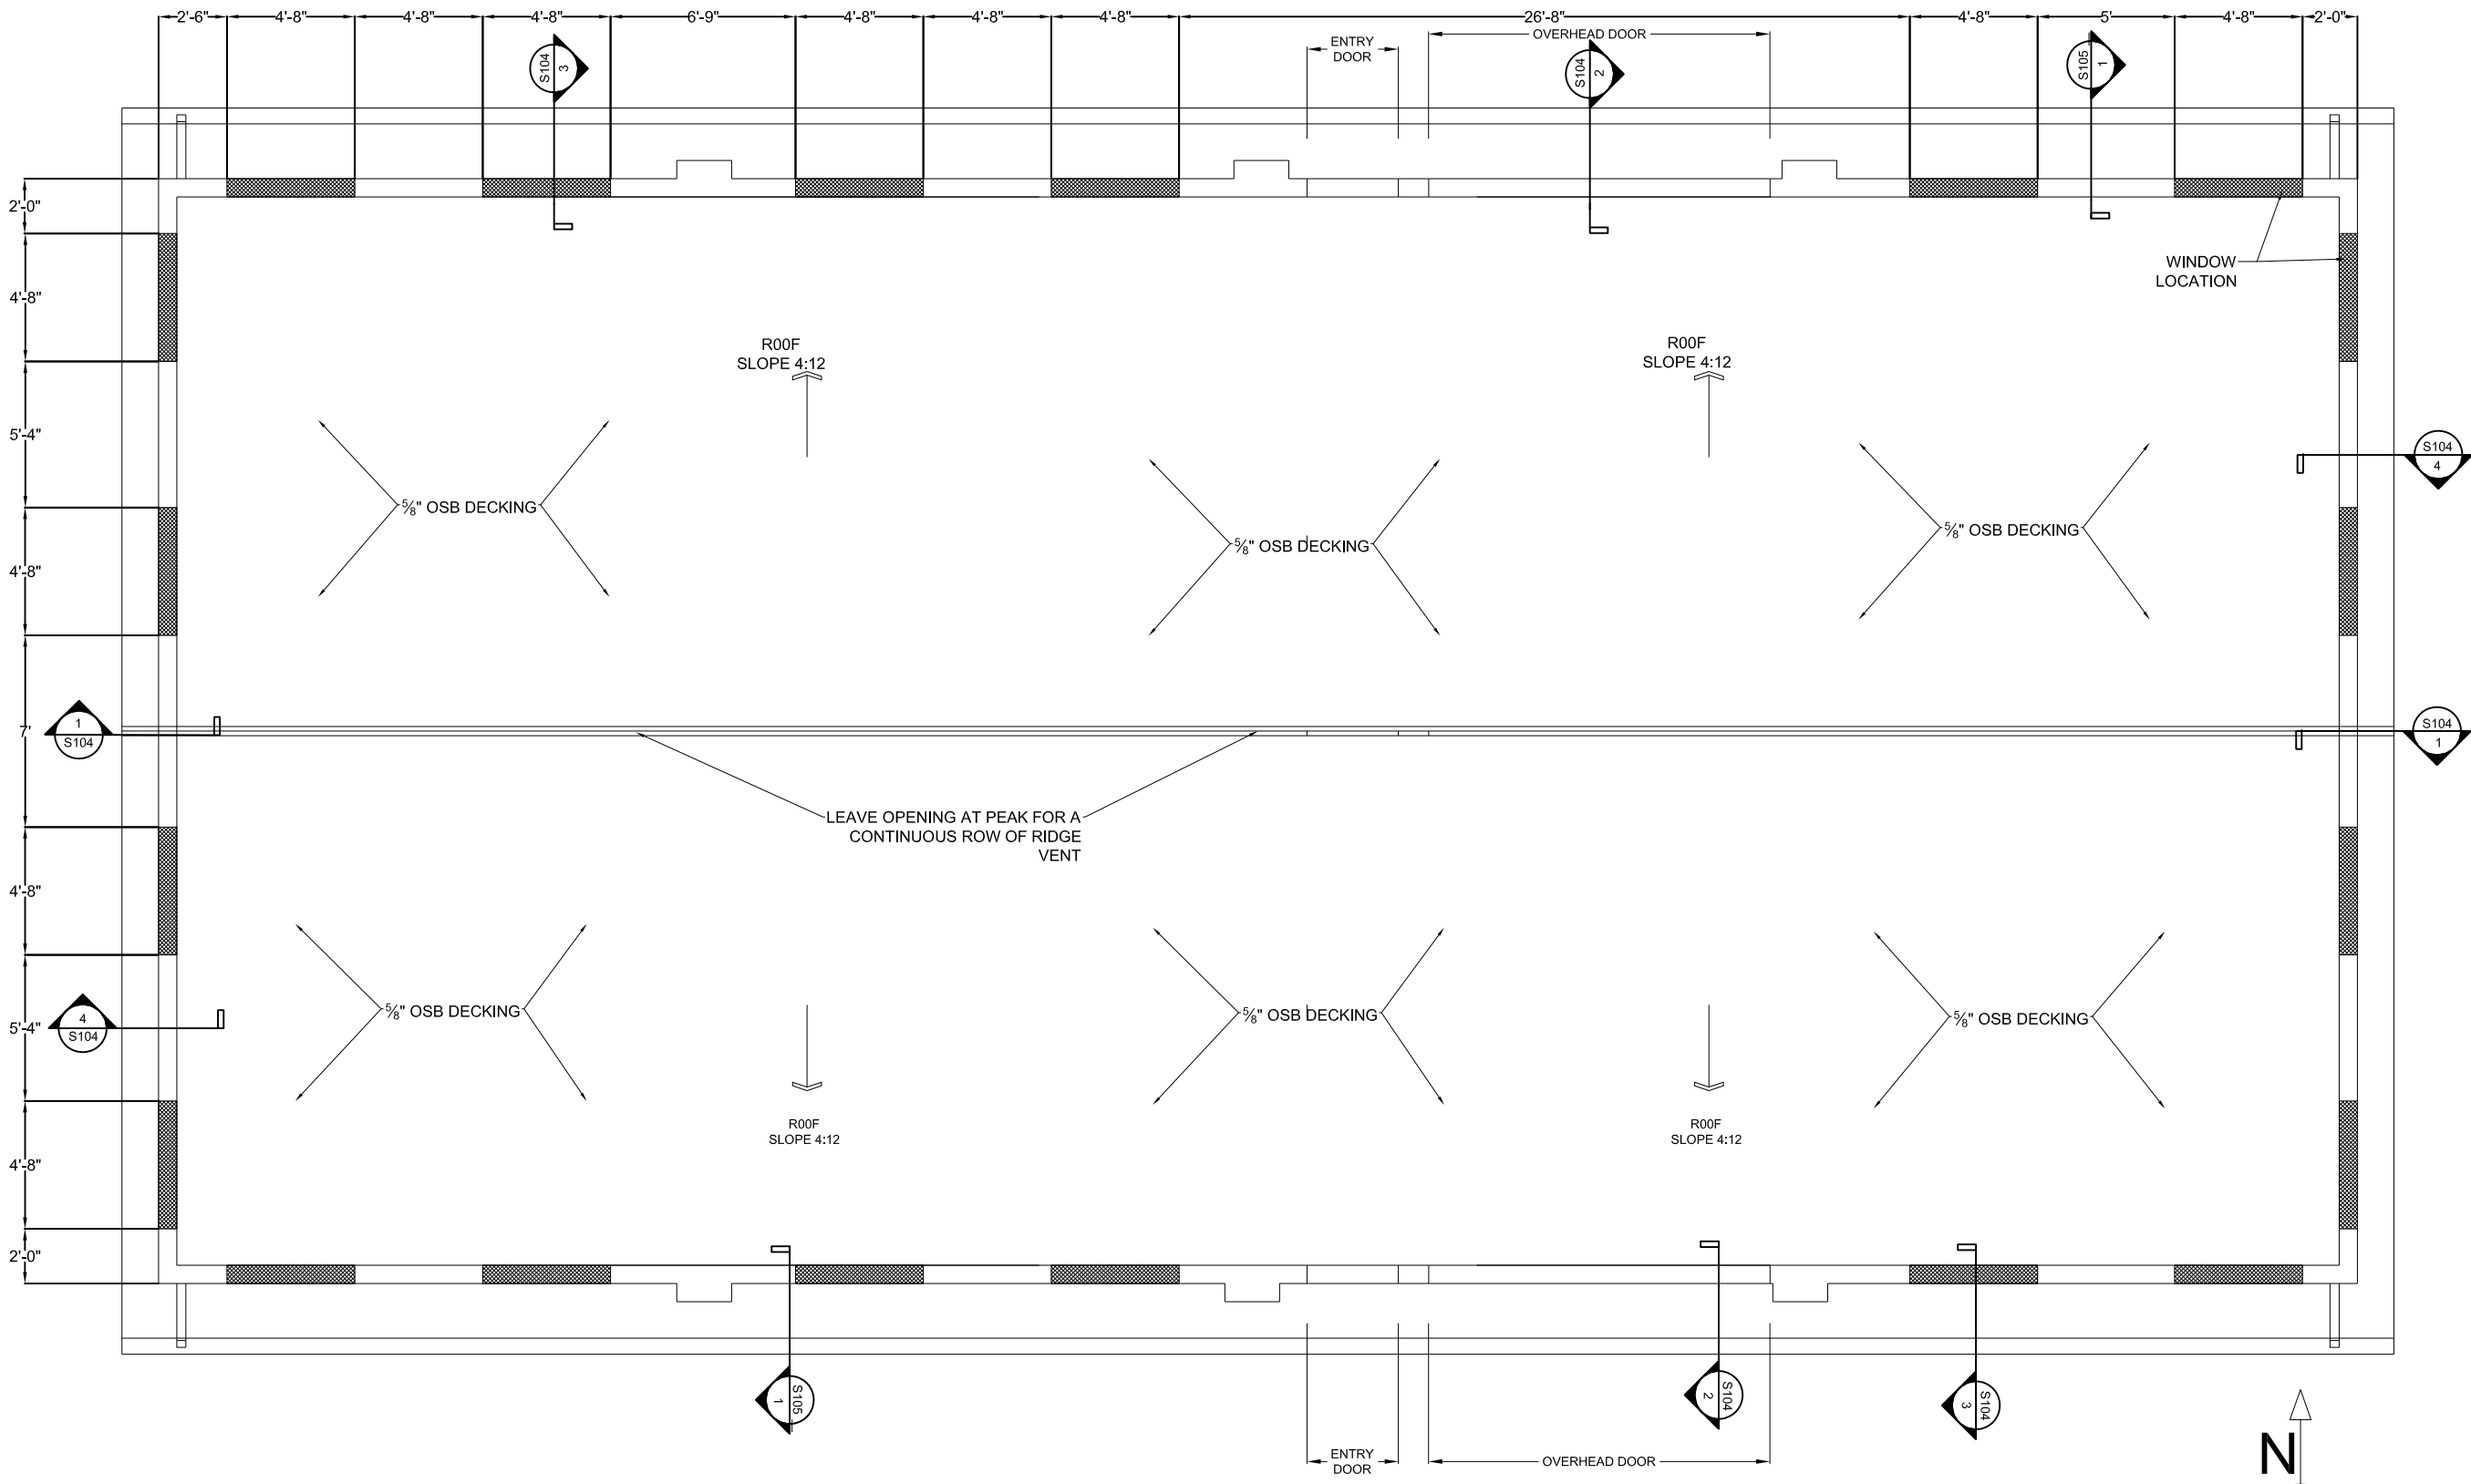 2'-6" 4'-8" 4'-8" 4'-8" 6'-9" 4'-8" 4'-8" 4'-8" 26'-8" 4'-8" 5' 4'-8" 2'-0"
ENTRY
DOOR
OVERHEAD DOOR
S104
3
S104
2
S105
1
2'-0"
4'-8"
5'-4"
4'-8"
7'
4'-8"
5'-4"
4'-8"
2'-0"
WINDOW
LOCATION
R00F
SLOPE 4:12
R00F
SLOPE 4:12
S104
4
5/8" OSB DECKING
5/8" OSB DECKING
5/8" OSB DECKING
1
S104
S104
1
LEAVE OPENING AT PEAK FOR A
CONTINUOUS ROW OF RIDGE
VENT
4
S104
5/8" OSB DECKING
5/8" OSB DECKING
5/8" OSB DECKING
R00F
SLOPE 4:12
R00F
SLOPE 4:12
S105
1
S104
2
S104
3
ENTRY
DOOR
OVERHEAD DOOR
N